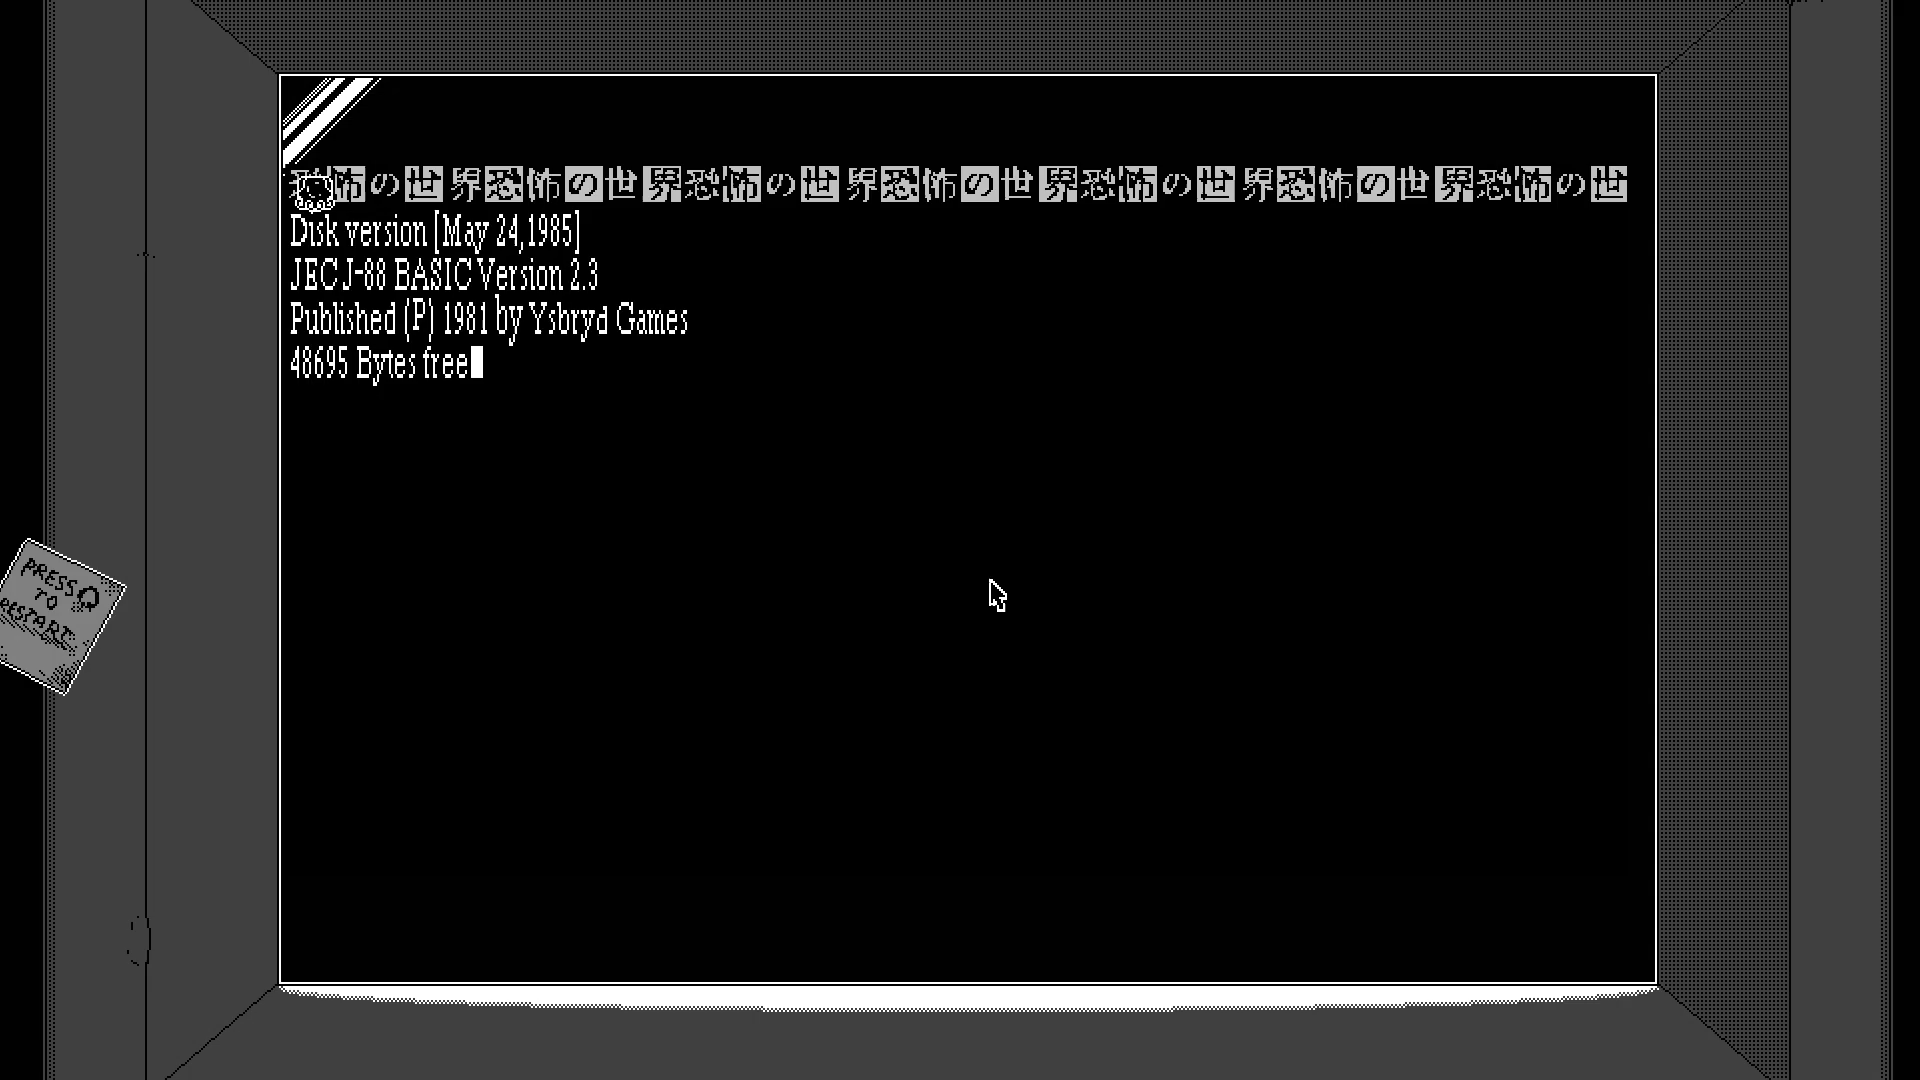 恐怖の世界恐怖の世界恐怖の世界恐怖の世界恐怖の世界恐怖の世界恐怖の世
Disk version [May 24,1985]
JEC J-88 BASIC Version 2.3
Published (P) 1981 by Ysbryd Games
48695 Bytes free
PRESS Q
TO
RESTART